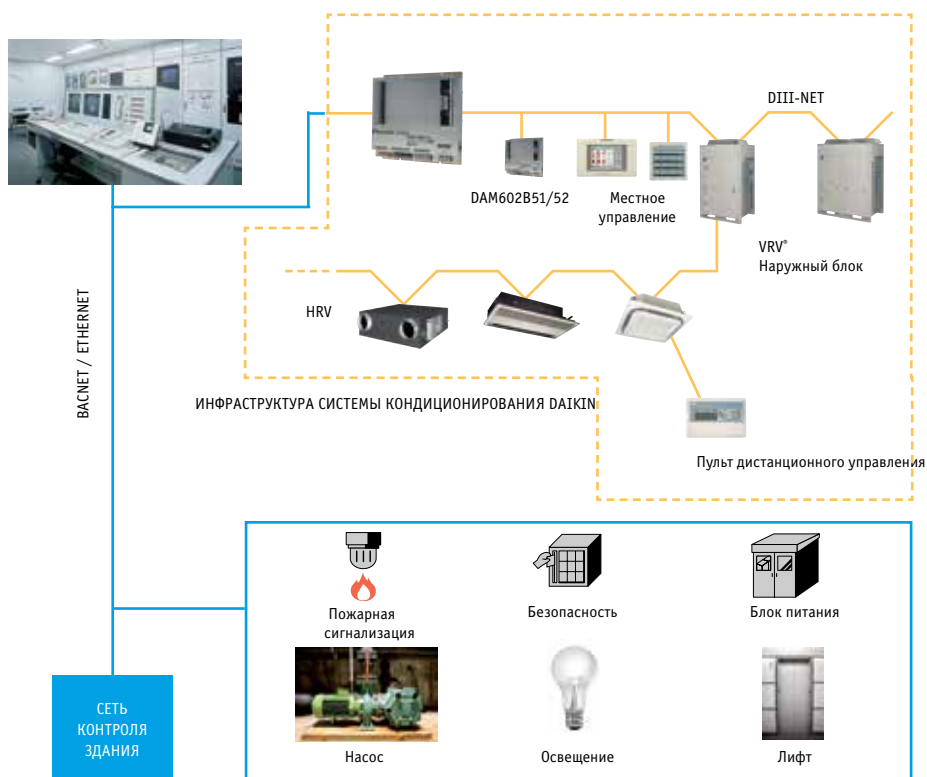 DIII-NET
DAM602B51/52
Местное
управление
VRV®
Наружный блок
HRV
BACNET / ETHERNET
ИНФРАСТРУКТУРА СИСТЕМЫ КОНДИЦИОНИРОВАНИЯ DAIKIN
Пульт дистанционного управления
Пожарная
сигнализация
Безопасность
Блок питания
Насос
Освещение
Лифт
СЕТЬ
КОНТРОЛЯ
ЗДАНИЯ